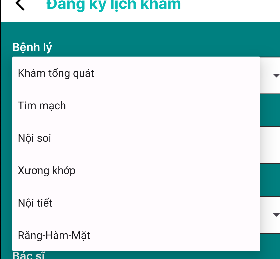 Đăng ký lịch khám
Bệnh lý
Khám tổng quát
Tim mạch
Nội soi
Xương khớp
Nội tiết
Răng-Hàm-Mặt
Bác sĩ